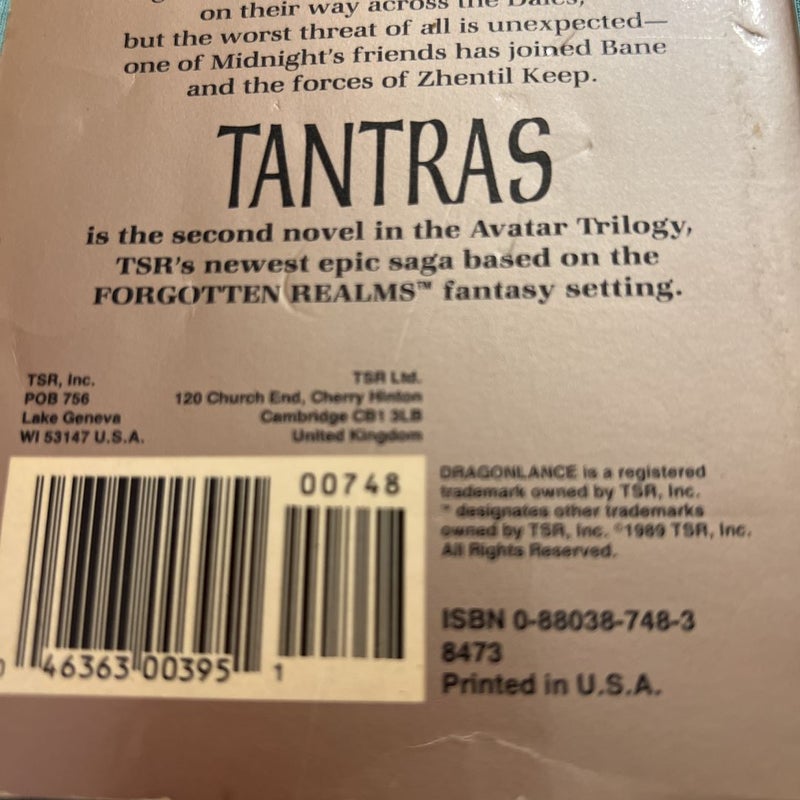 on their way across the Dales,
but the worst threat of all is unexpected—
one of Midnight's friends has joined Bane
and the forces of Zhentil Keep.
TANTRAS
is the second novel in the Avatar Trilogy,
TSR's newest epic saga based on the
FORGOTTEN REALMS™ fantasy setting.
TSR, Inc.
POB 756
Lake Geneva
WI 53147 U.S.A.
TSR Ltd.
120 Church End, Cherry Hinton
Cambridge CB1 3LB
United Kingdom
00748
0 46363 00395 1
DRAGONLANCE is a registered
trademark owned by TSR, Inc.
™ designates other trademarks
owned by TSR, Inc. ©1989 TSR, Inc.
All Rights Reserved.
ISBN 0-88038-748-3
8473
Printed in U.S.A.